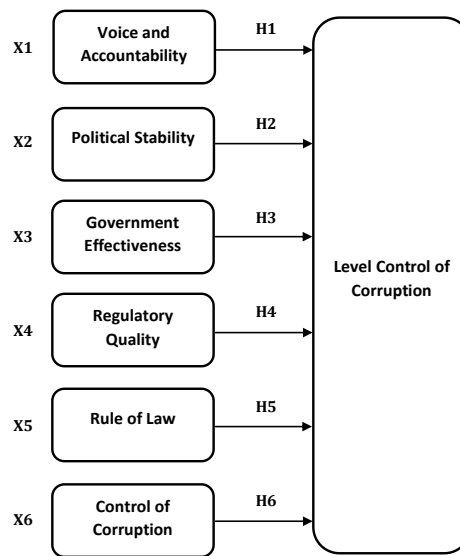 X1
Voice and
Accountability
H1
X2
Political Stability
H2
X3
Government
Effectiveness
H3
X4
Regulatory
Quality
H4
X5
Rule of Law
H5
X6
Control of
Corruption
H6
Level Control of
Corruption